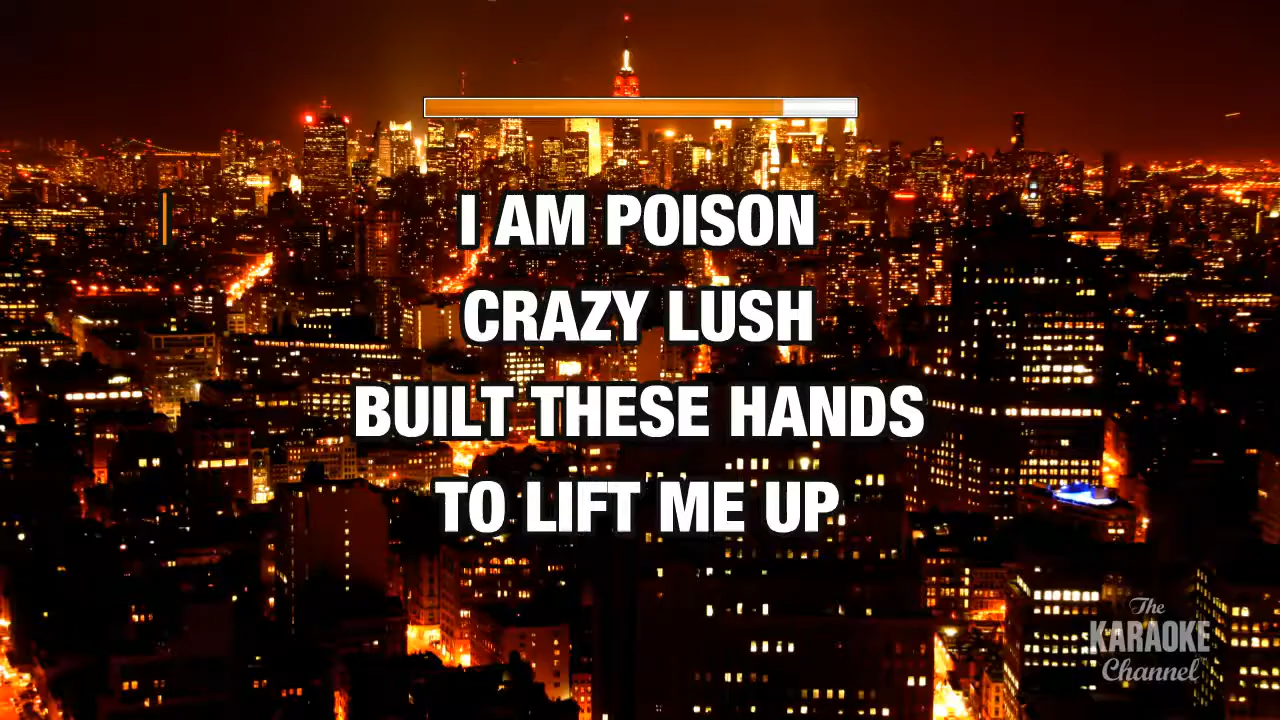 I AM POISON
CRAZY LUSH
BUILT THESE HANDS
TO LIFT ME UP
The
KARAOKE
Channel